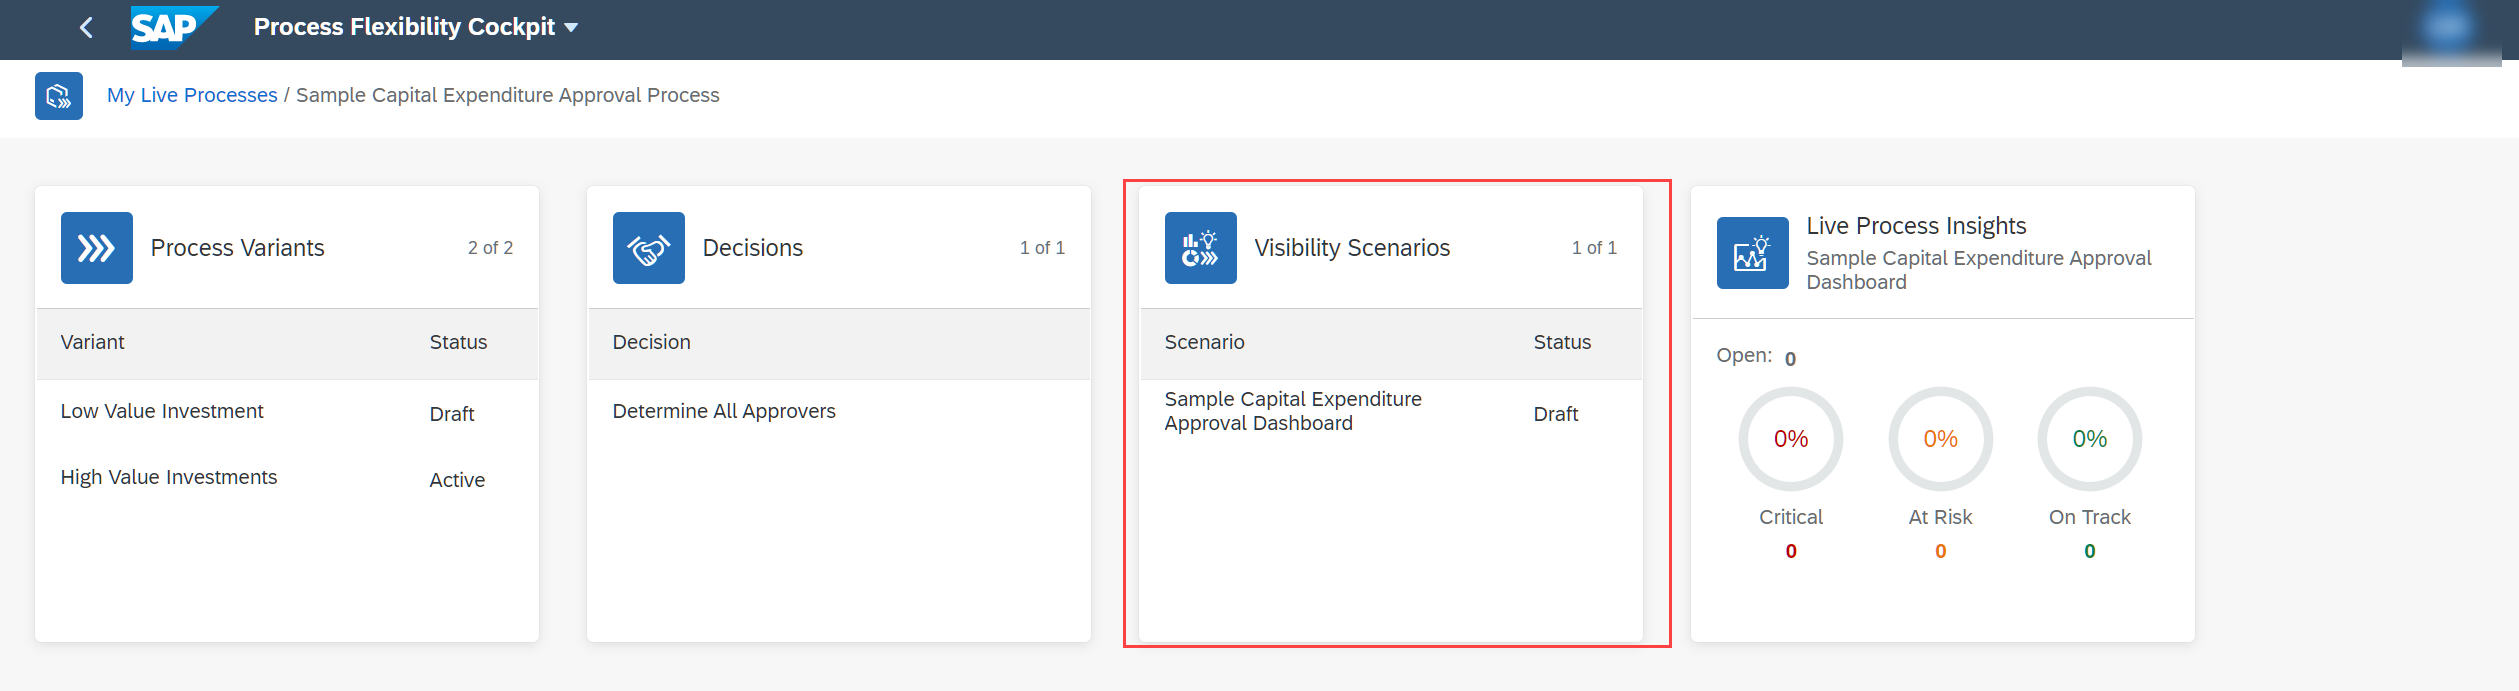 SAP Process Flexibility Cockpit
My Live Processes / Sample Capital Expenditure Approval Process
Process Variants 2 of 2
Variant Status
Low Value Investment Draft
High Value Investments Active
Decisions 1 of 1
Decision
Determine All Approvers
Visibility Scenarios 1 of 1
Scenario Status
Sample Capital Expenditure
Approval Dashboard Draft
Live Process Insights
Sample Capital Expenditure Approval
Dashboard
Open: 0
0% 0% 0%
Critical At Risk On Track
0 0 0